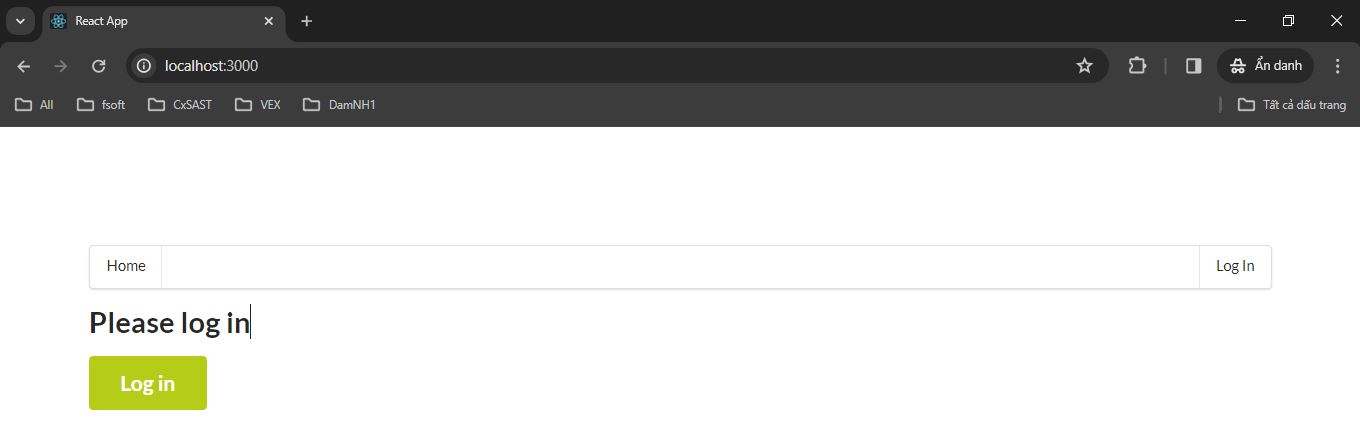 React App
localhost:3000
Ẩn danh
All fsoft CxSAST VEX DamNH1 Tất cả dấu trang
Home Log In
Please log in
Log in